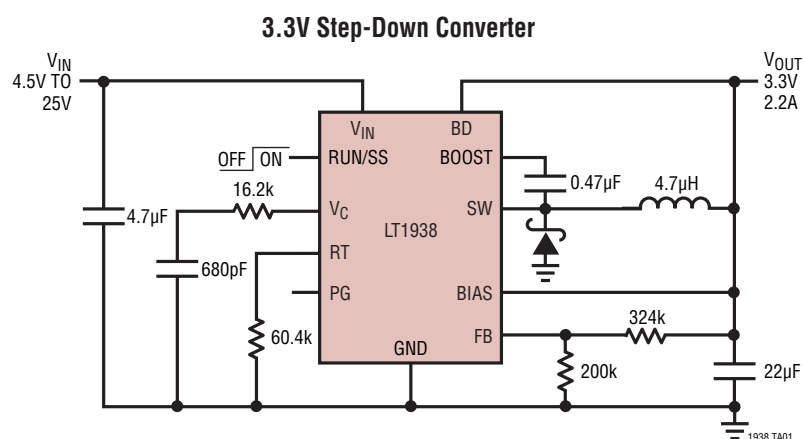 3.3V Step-Down Converter
VIN
4.5V TO
25V
VOUT
3.3V
2.2A
VIN
BD
OFF ON
RUN/SS
BOOST
16.2k
0.47µF
4.7µH
4.7µF
VC
SW
LT1938
RT
680pF
PG
BIAS
324k
60.4k
FB
GND
200k
22µF
1938 TA01